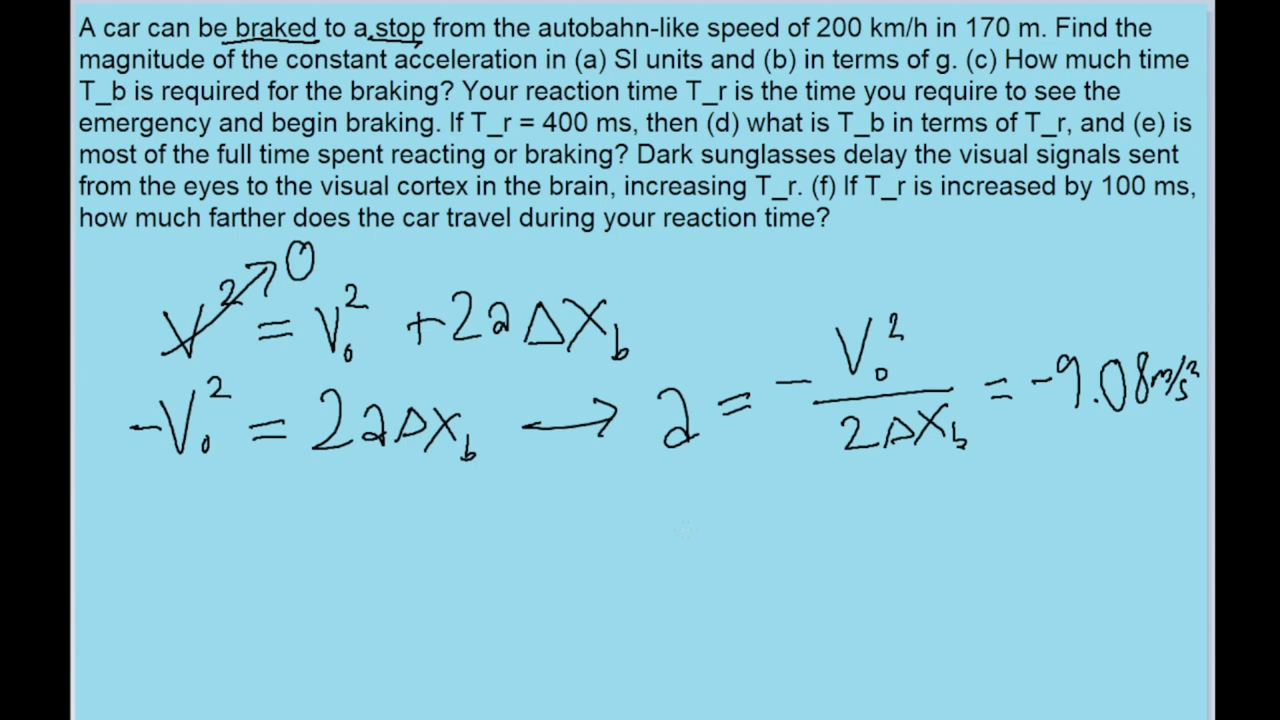 A car can be braked to a stop from the autobahn-like speed of 200 km/h in 170 m. Find the
magnitude of the constant acceleration in (a) SI units and (b) in terms of g. (c) How much time
T_b is required for the braking? Your reaction time T_r is the time you require to see the
emergency and begin braking. If T_r = 400 ms, then (d) what is T_b in terms of T_r, and (e) is
most of the full time spent reacting or braking? Dark sunglasses delay the visual signals sent
from the eyes to the visual cortex in the brain, increasing T_r. (f) If T_r is increased by 100 ms,
how much farther does the car travel during your reaction time?
V² ↗ 0 = V₀² + 2aΔX_b
-V₀² = 2aΔX_b → a = - V₀² / 2ΔX_b = -9.08 m/s²